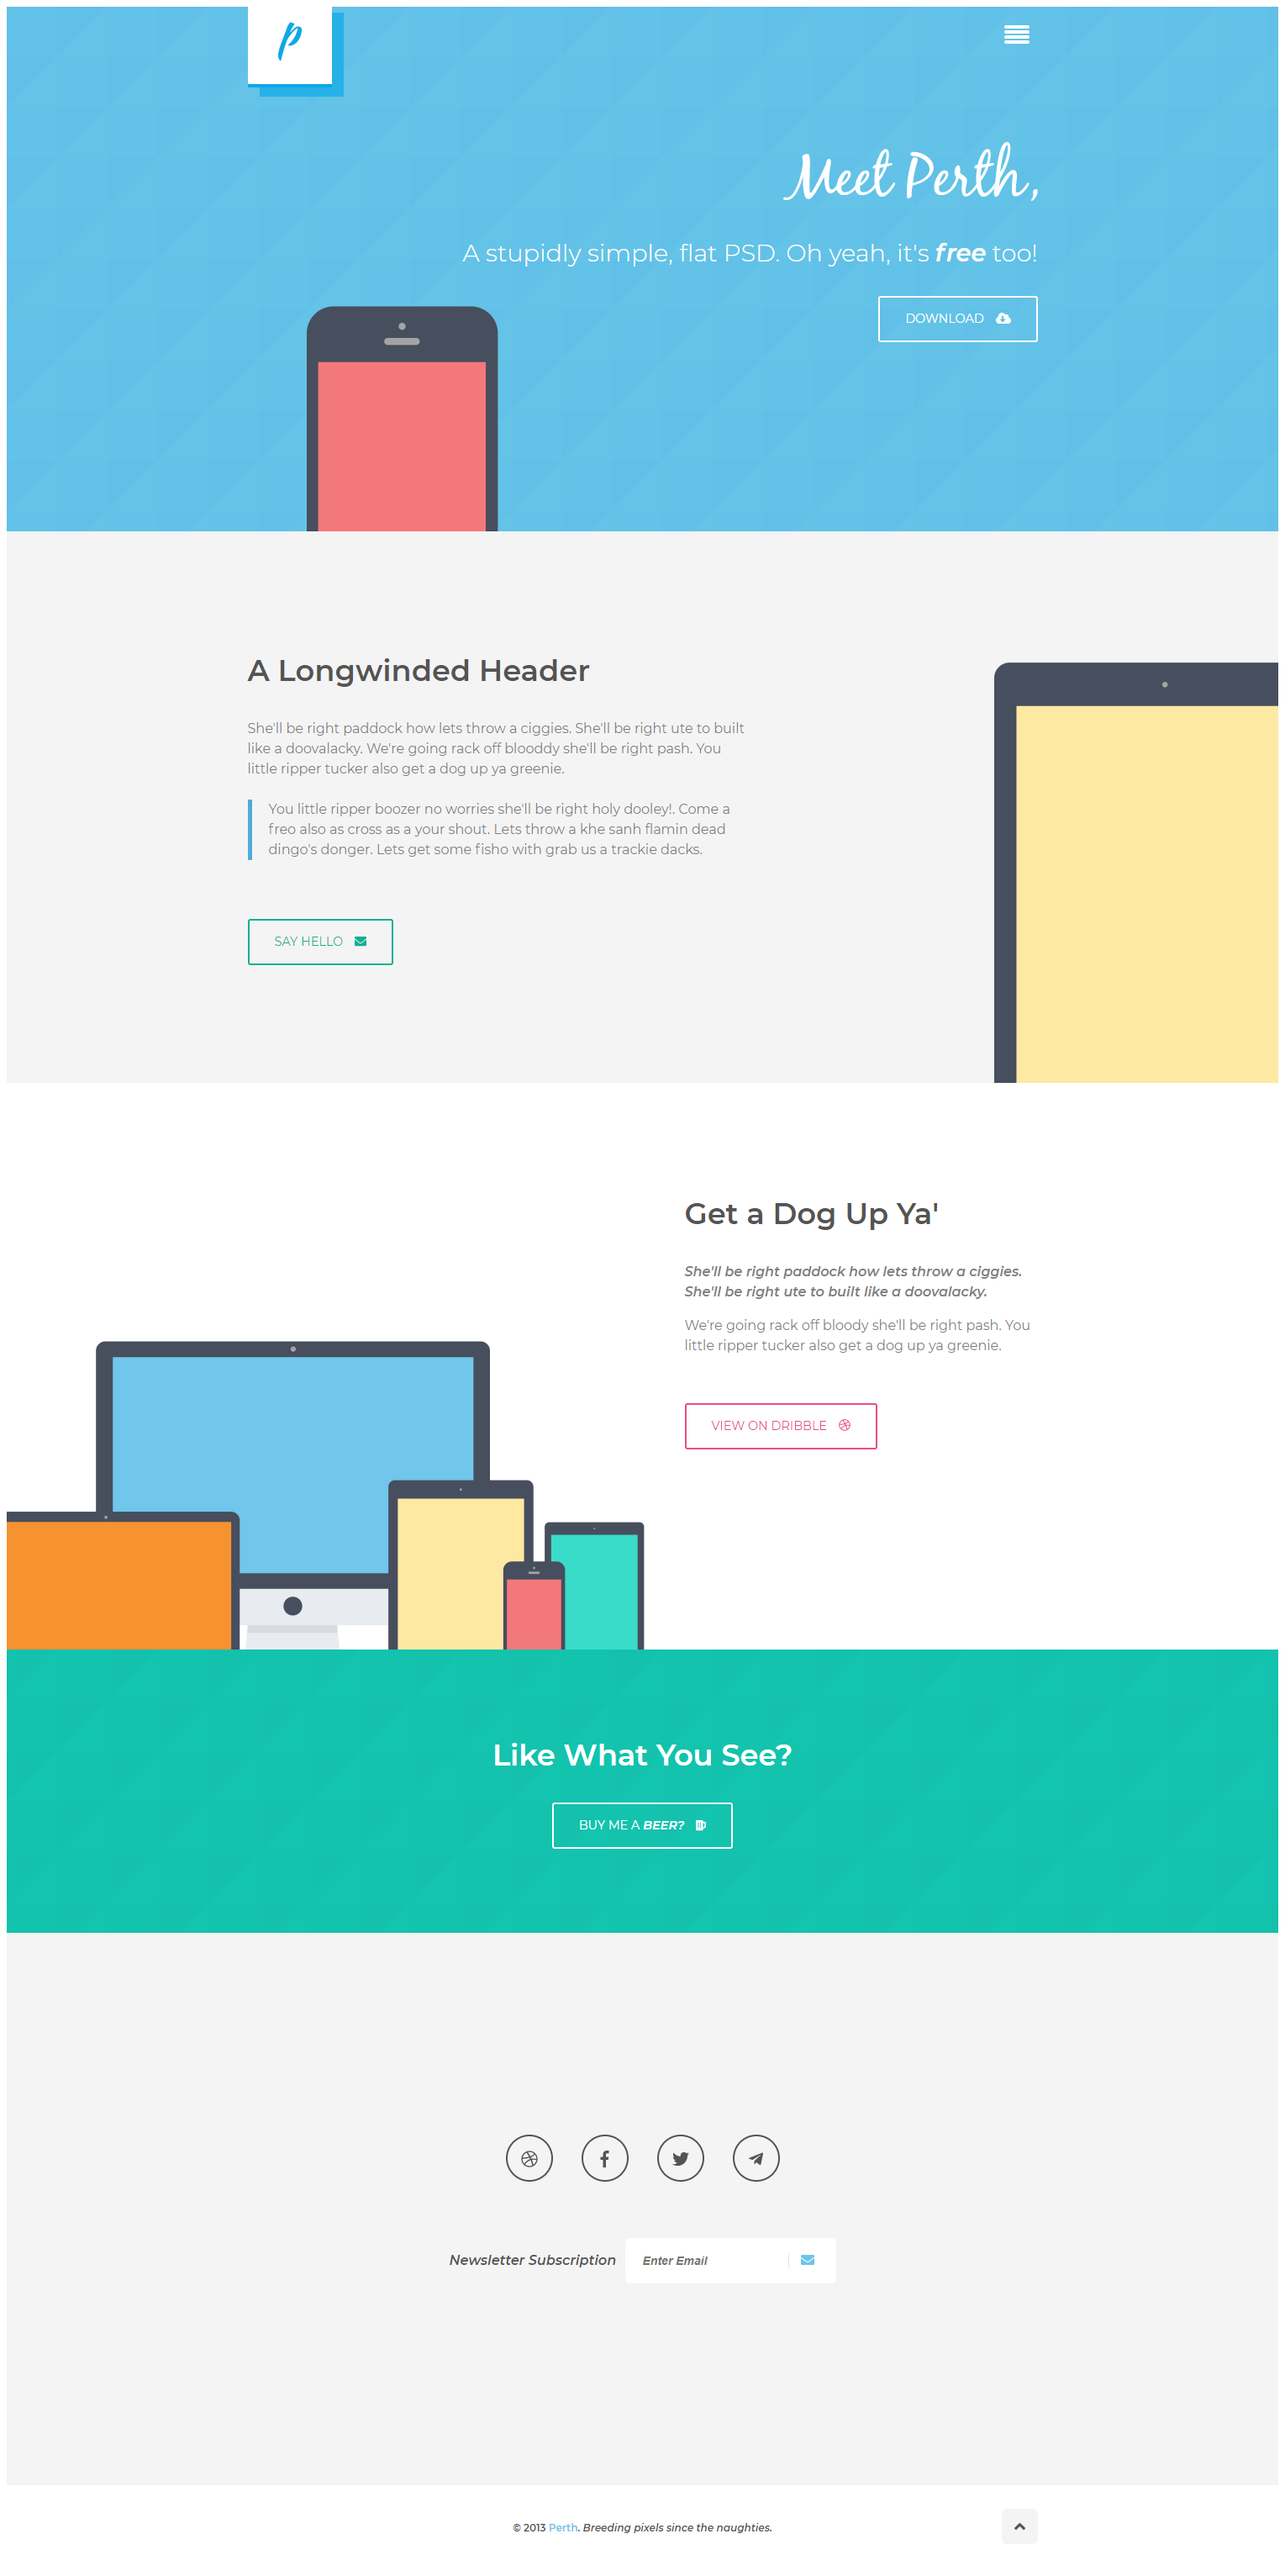 p
Meet Perth,
A stupidly simple, flat PSD. Oh yeah, it's free too!
DOWNLOAD
A Longwinded Header
She'll be right paddock how lets throw a ciggies. She'll be right ute to built
like a doovalacky. We're going rack off blooddy she'll be right pash. You
little ripper tucker also get a dog up ya greenie.
You little ripper boozer no worries she'll be right holy dooley!. Come a
freo also as cross as a your shout. Lets throw a khe sanh flamin dead
dingo's donger. Lets get some fisho with grab us a trackie dacks.
SAY HELLO
Get a Dog Up Ya'
She'll be right paddock how lets throw a ciggies.
She'll be right ute to built like a doovalacky.
We're going rack off bloody she'll be right pash. You
little ripper tucker also get a dog up ya greenie.
VIEW ON DRIBBLE
Like What You See?
BUY ME A BEER?
Newsletter Subscription Enter Email
© 2013 Perth. Breeding pixels since the naughties.